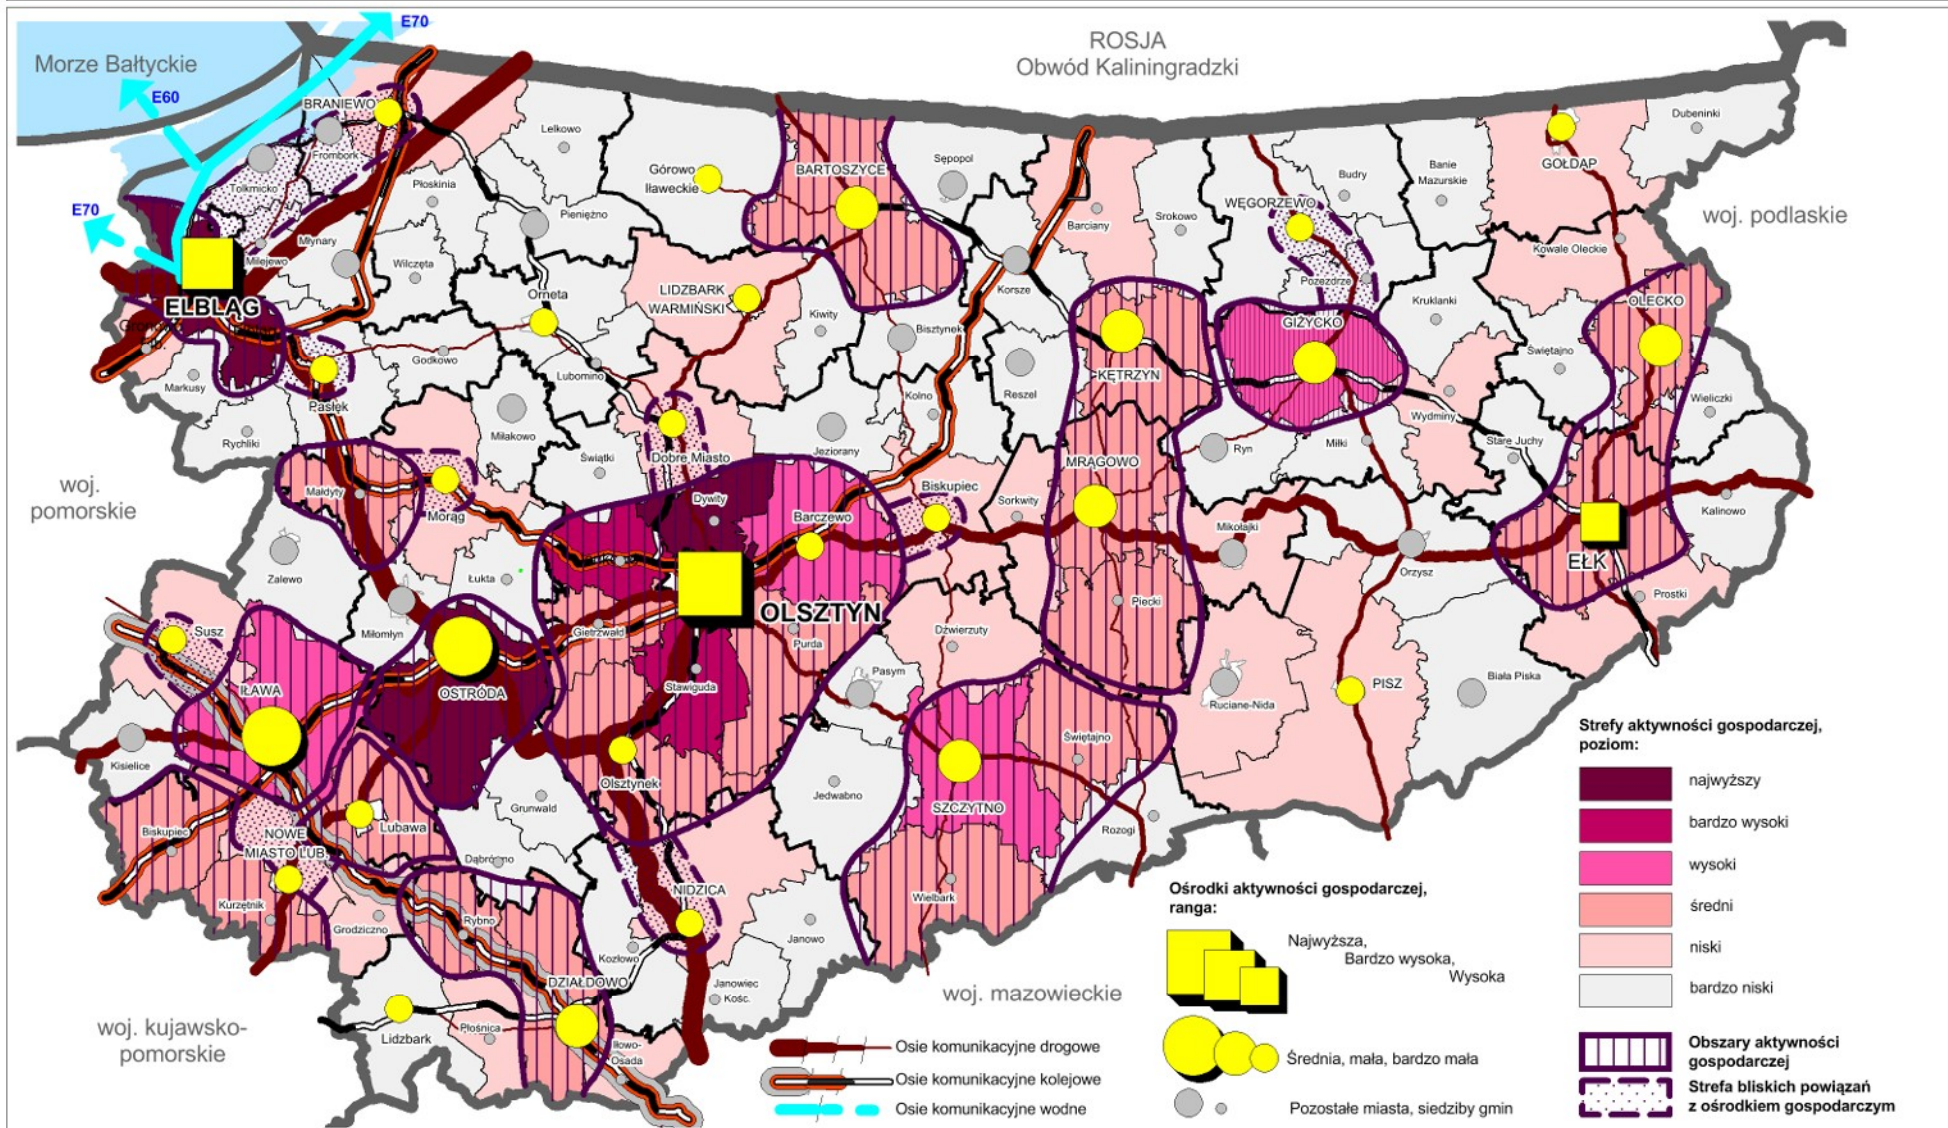 E70
ROSJA
Obwód Kaliningradzki
Morze Bałtyckie
E60
BRANIEWO
Frombork
Tolkmicko
Lelkowo
Płoskinia
Pieniężno
Górowo
Iławeckie
BARTOSZYCE
Sępopol
Barciany
Srokowo
WĘGORZEWO
Budry
Banie
Mazurskie
GOŁDAP
Dubeninki
woj. podlaskie
E70
Młynary
Milejewo
Wilczęta
ELBLĄG
Orneta
LIDZBARK
WARMIŃSKI
Kiwity
Bisztynek
Korsze
Pozezdrze
Kruklanki
Kowale Oleckie
OLECKO
GIŻYCKO
Świętajno
Wieliczki
Markusy
Pasłęk
Godkowo
Lubomino
Rychliki
Miłakowo
Świątki
Dobre Miasto
Jeziorany
Kolno
Reszel
KĘTRZYN
Wydminy
Ryn
Miłki
Stare Juchy
MRĄGOWO
woj.
pomorskie
Małdyty
Morąg
Dywity
Barczewo
Biskupiec
Sorkwity
Mikołajki
Orzysz
EŁK
Kalinowo
Prostki
Zalewo
Łukta
Miłomłyn
OLSZTYN
Gietrzwałd
Purda
Dźwierzuty
Piecki
Susz
IŁAWA
OSTRÓDA
Stawiguda
Pasym
Ruciane-Nida
PISZ
Biała Piska
Kisielice
Olsztynek
Grunwald
Jedwabno
SZCZYTNO
Świętajno
Rozogi
Biskupiec
NOWE
MIASTO LUB.
Lubawa
Kurzętnik
Grodziczno
Rybno
NIDZICA
Wielbark
Janowo
Kozłowo
DZIAŁDOWO
Janowiec
Kośc.
Lidzbark
Płośnica
Iłowo-
Osada
woj. kujawsko-
pomorskie
woj. mazowieckie
Osie komunikacyjne drogowe
Osie komunikacyjne kolejowe
Osie komunikacyjne wodne
Ośrodki aktywności gospodarczej,
ranga:
Najwyższa,
Bardzo wysoka,
Wysoka
Średnia, mała, bardzo mała
Pozostałe miasta, siedziby gmin
Strefy aktywności gospodarczej,
poziom:
najwyższy
bardzo wysoki
wysoki
średni
niski
bardzo niski
Obszary aktywności
gospodarczej
Strefa bliskich powiązań
z ośrodkiem gospodarczym